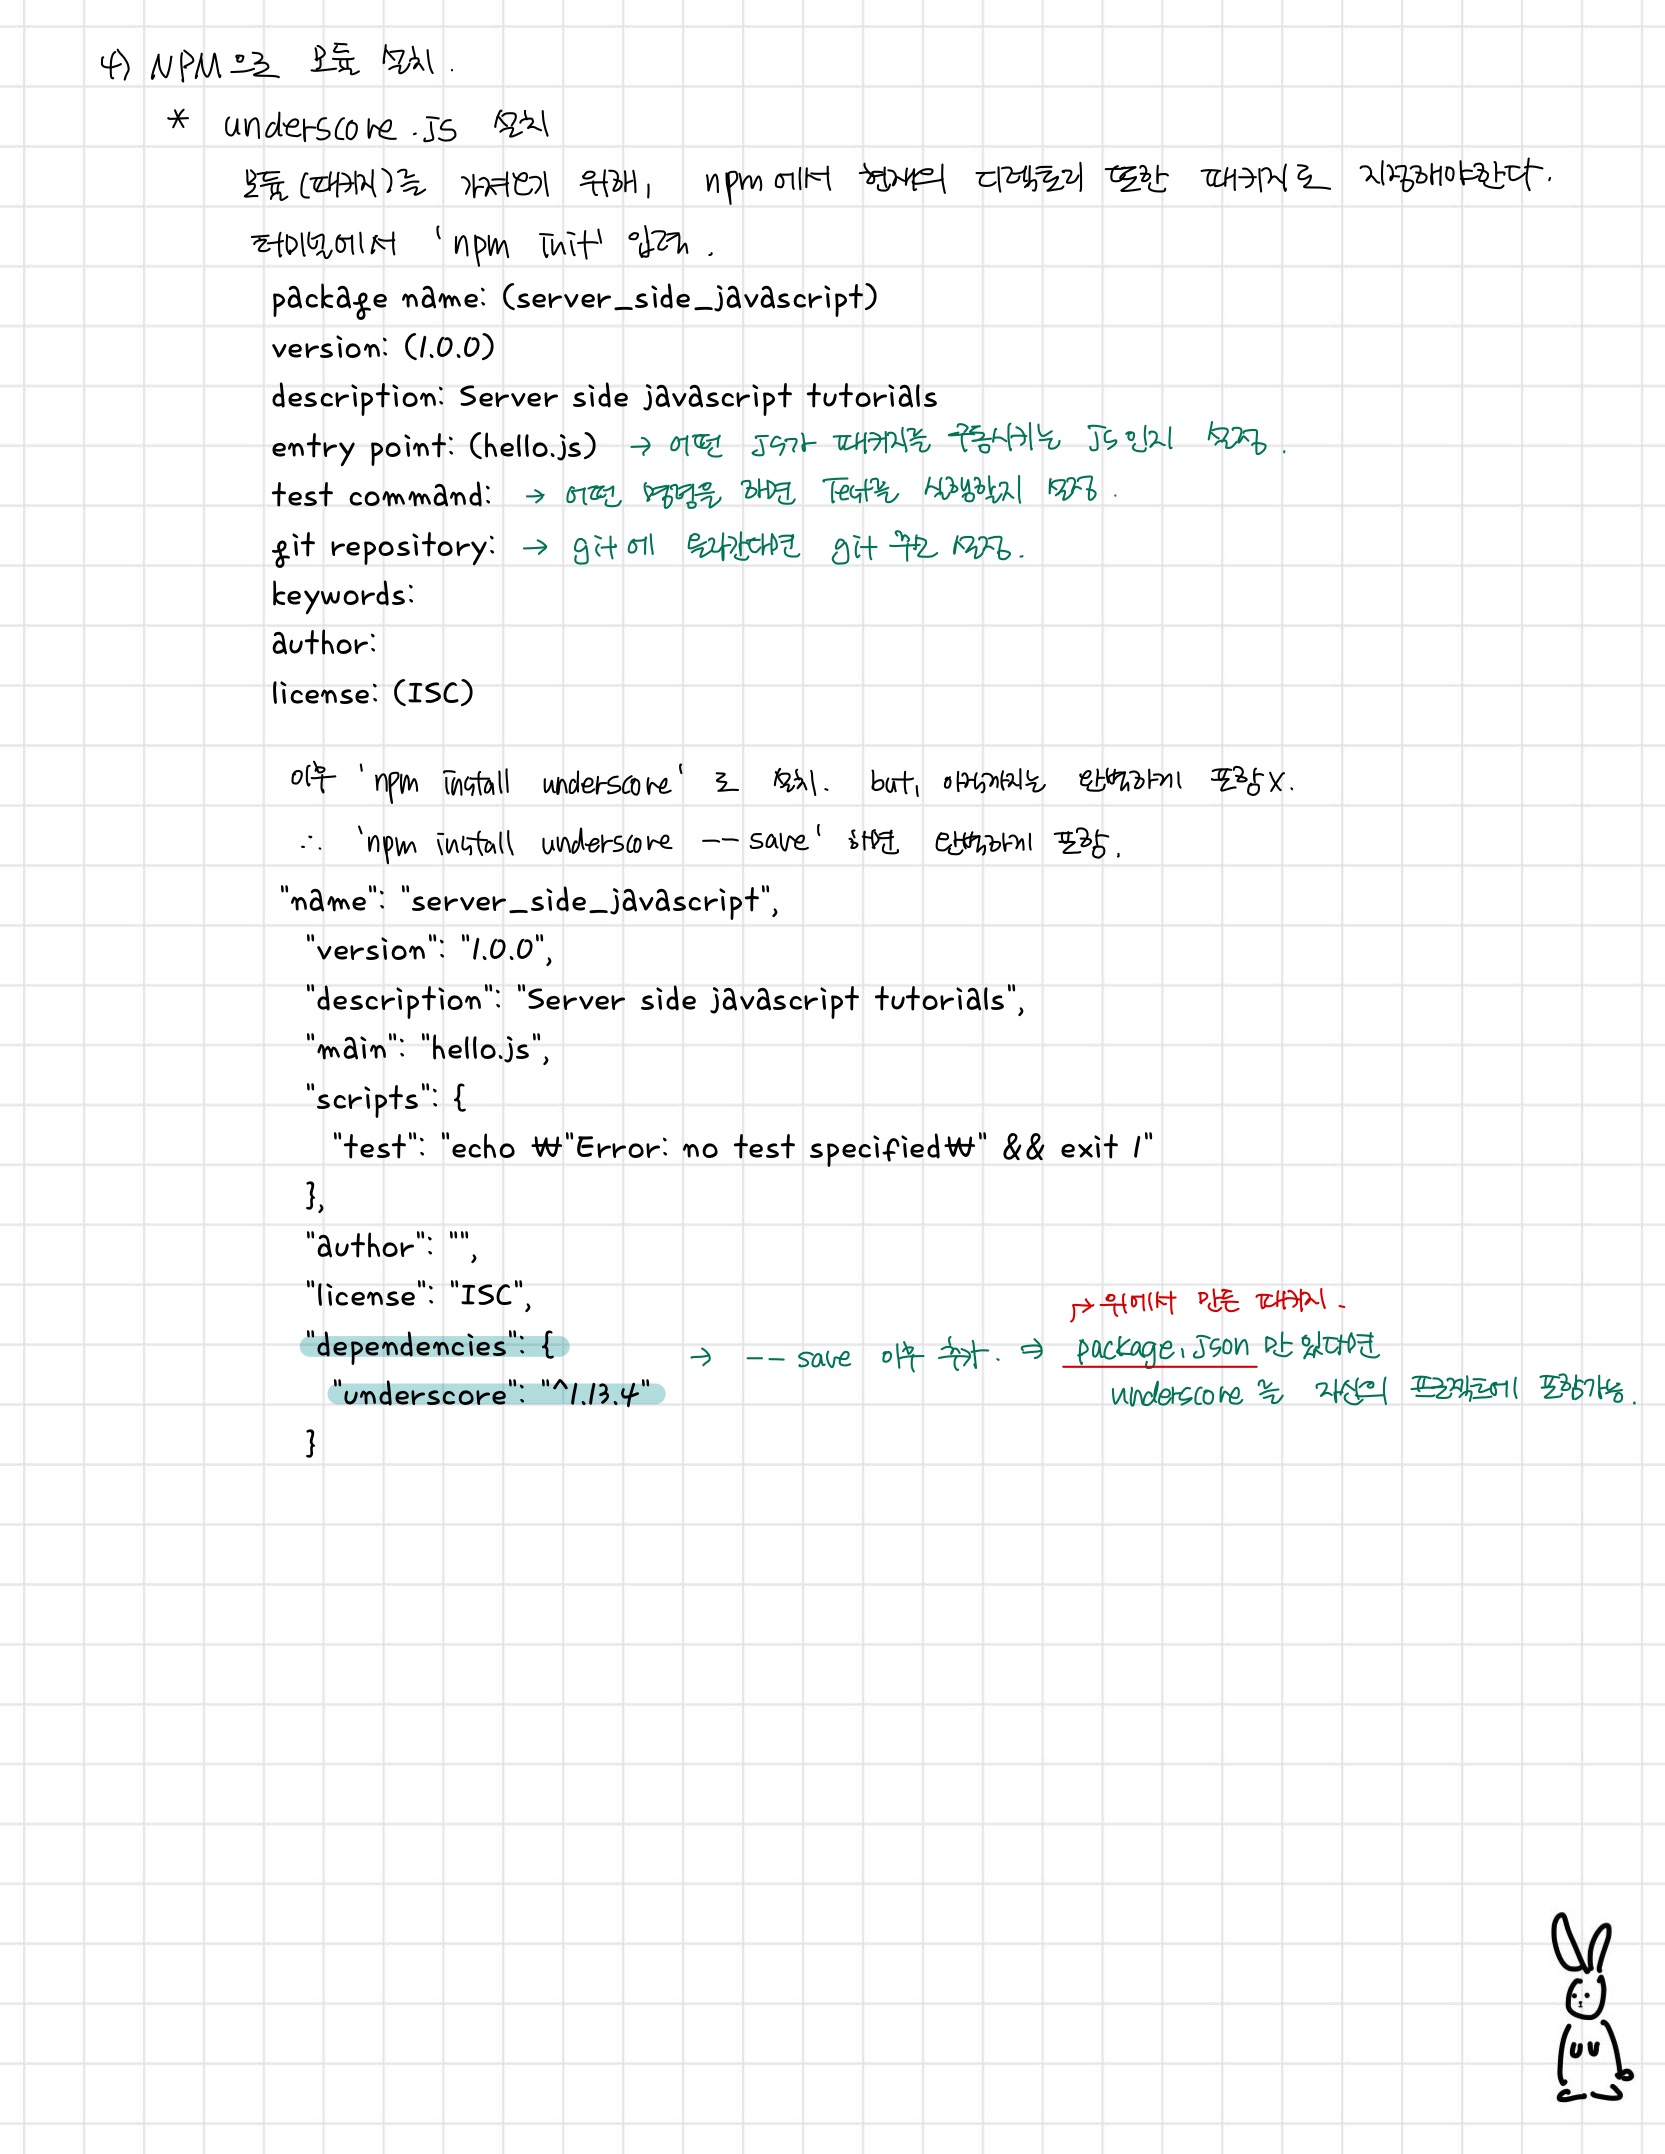 4) NPM으로 모듈 설치.
* underscore.js 설치
모듈(패키지)를 가져오기 위해, npm에서 현재의 디렉토리 또한 패키지로 지정해야한다.
터미널에서 'npm init' 입력.
package name: (server_side_javascript)
version: (1.0.0)
description: Server side javascript tutorials
entry point: (hello.js) → 어떤 JS가 패키지를 구동시키는 JS인지 설정.
test command: → 어떤 명령을 하면 Test를 실행할지 설정.
git repository: → git에 올라간다면 git 주소 설정.
keywords:
author:
license: (ISC)
이후 'npm install underscore' 로 설치. but, 아직까지는 완벽하게 포함X.
∴ 'npm install underscore --save' 하면 완벽하게 포함.
"name": "server_side_javascript",
"version": "1.0.0",
"description": "Server side javascript tutorials",
"main": "hello.js",
"scripts": {
"test": "echo ₩"Error: no test specified₩" && exit 1"
},
"author": "",
"license": "ISC",
→ 위에서 만든 패키지.
"dependencies": { → --save 이후 추가. ⇒ package.json 만 있다면
"underscore": "^1.13.4" underscore를 자신의 프로젝트에 포함가능.
}